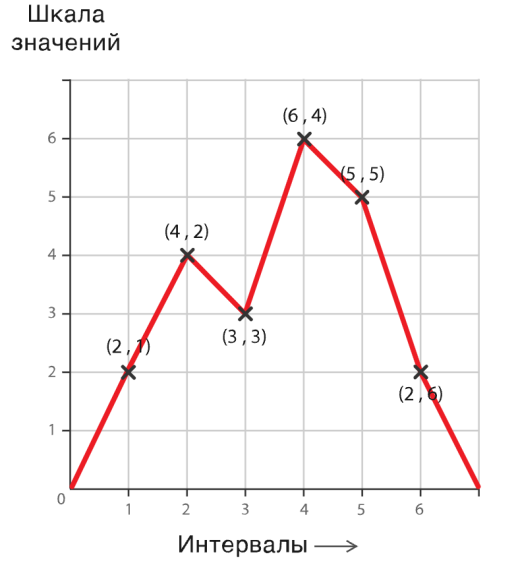 Шкала
значений
(6 , 4)
6
(5 , 5)
5
(4 , 2)
4
3
(3 , 3)
(2 , 1)
2
(2 , 6)
1
0
1 2 3 4 5 6
Интервалы